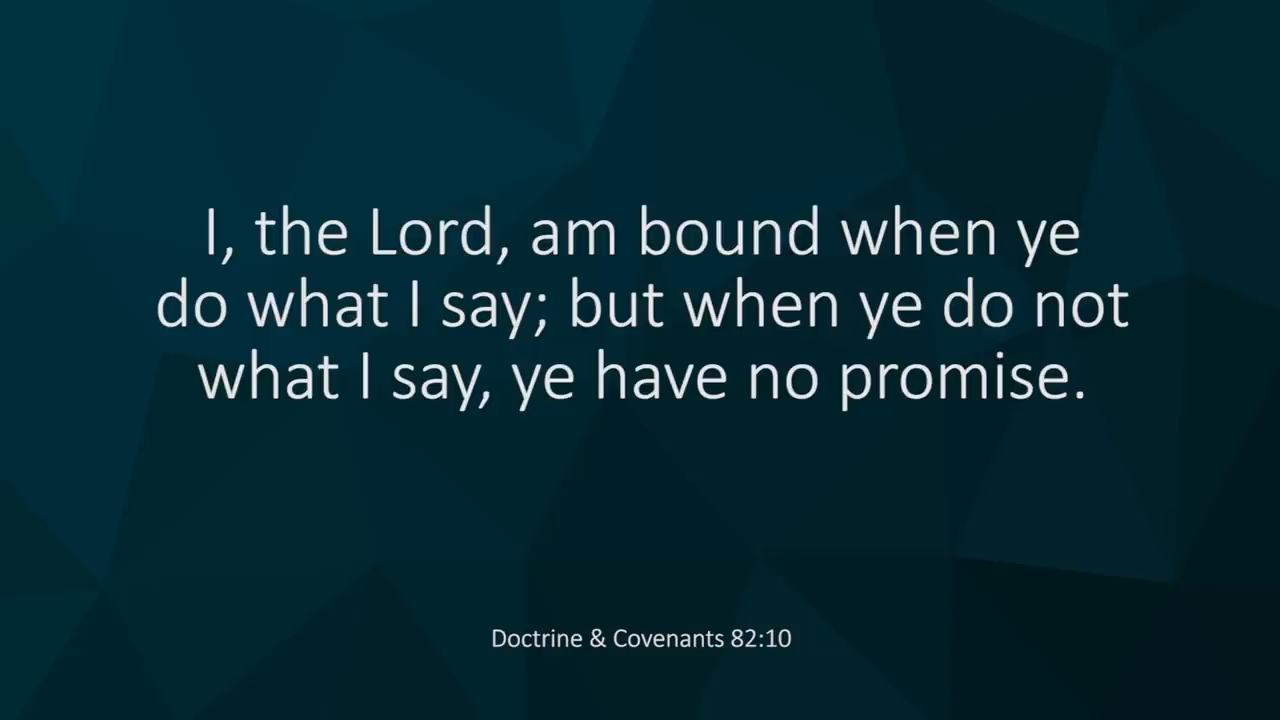 I, the Lord, am bound when ye
do what I say; but when ye do not
what I say, ye have no promise.
Doctrine & Covenants 82:10